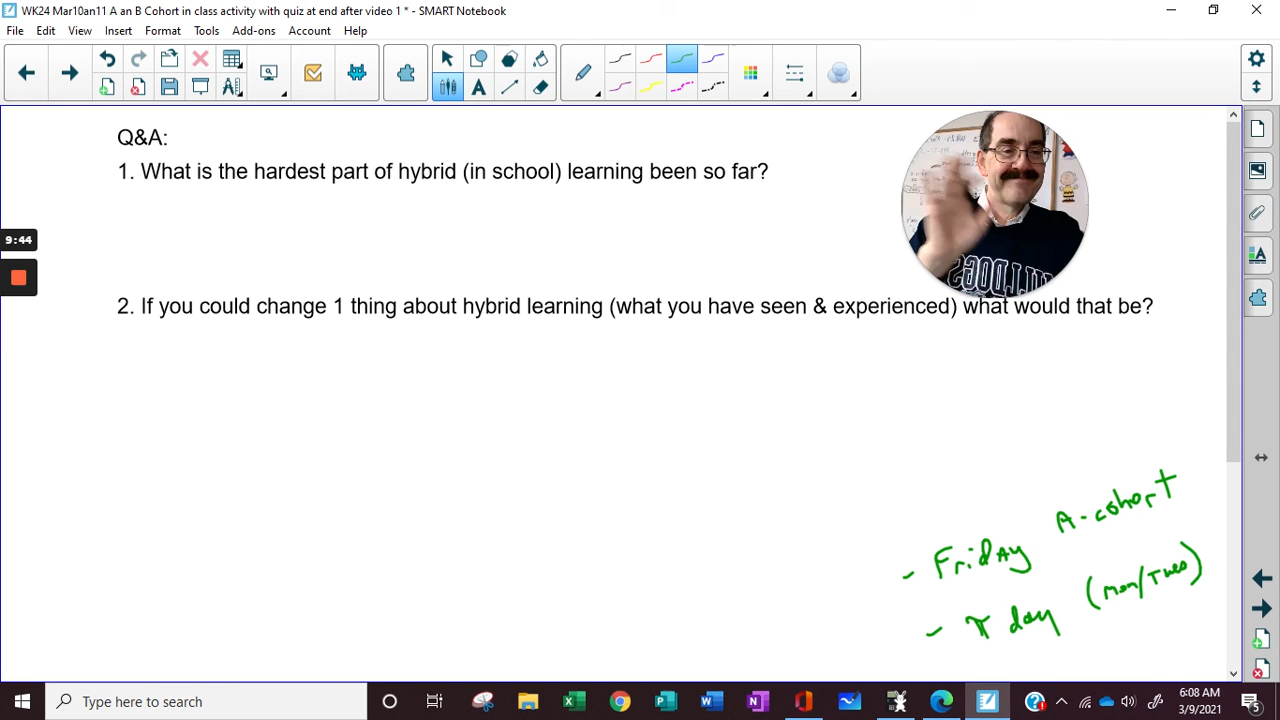 WK24 Mar10an11 A an B Cohort in class activity with quiz at end after video 1 * - SMART Notebook
File Edit View Insert Format Tools Add-ons Account Help
Q&A:
1. What is the hardest part of hybrid (in school) learning been so far?
9:44
2. If you could change 1 thing about hybrid learning (what you have seen & experienced) what would that be?
A-cohort
- Friday
- π day (Mon/Tues)
Type here to search
6:08 AM
3/9/2021
5